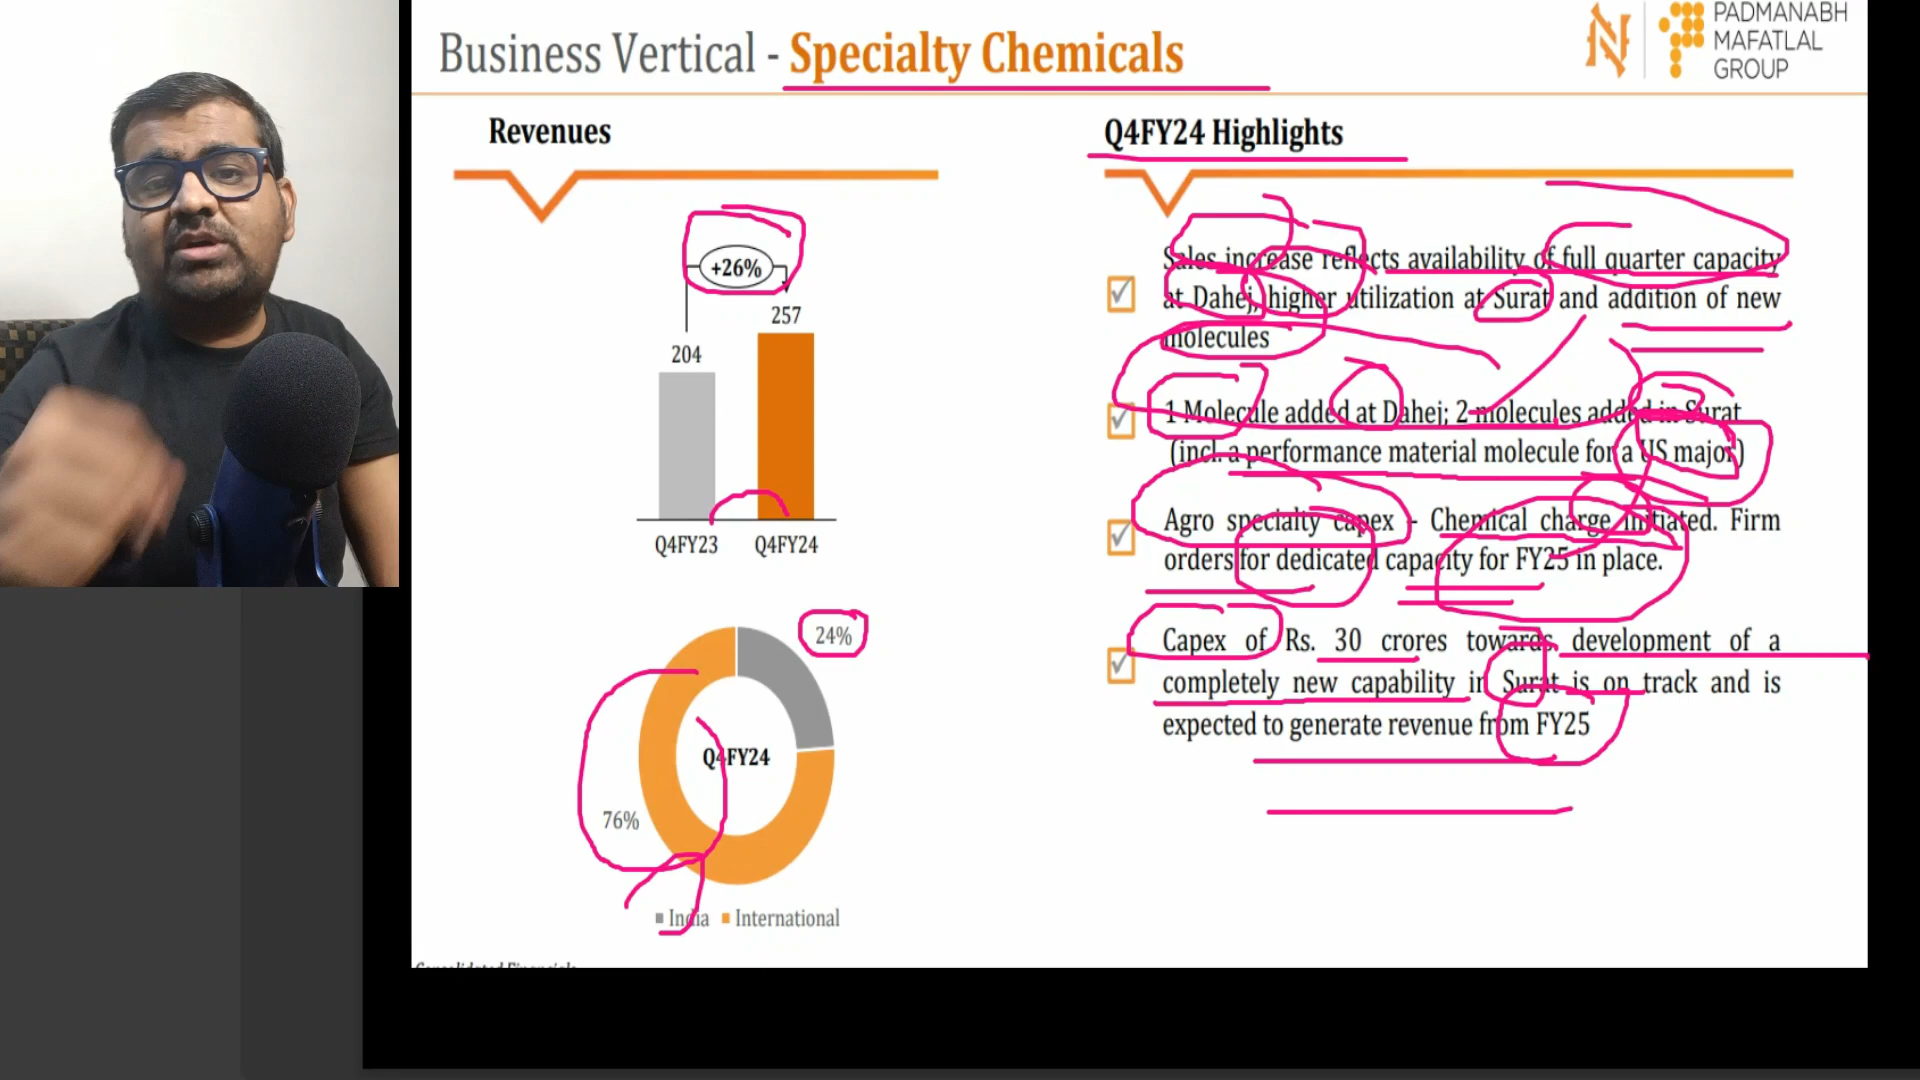 Business Vertical - Specialty Chemicals
PADMANABH
MAFATLAL
GROUP
Revenues
+26%
204
257
Q4FY23
Q4FY24
24%
Q4FY24
76%
India
International
Consolidated Financials
Q4FY24 Highlights
Sales increase reflects availability of full quarter capacity
at Dahej, higher utilization at Surat and addition of new
molecules
1 Molecule added at Dahej; 2 molecules added in Surat
(incl. a performance material molecule for a US major)
Agro specialty capex - Chemical charge initiated. Firm
orders for dedicated capacity for FY25 in place.
Capex of Rs. 30 crores towards development of a
completely new capability in Surat is on track and is
expected to generate revenue from FY25